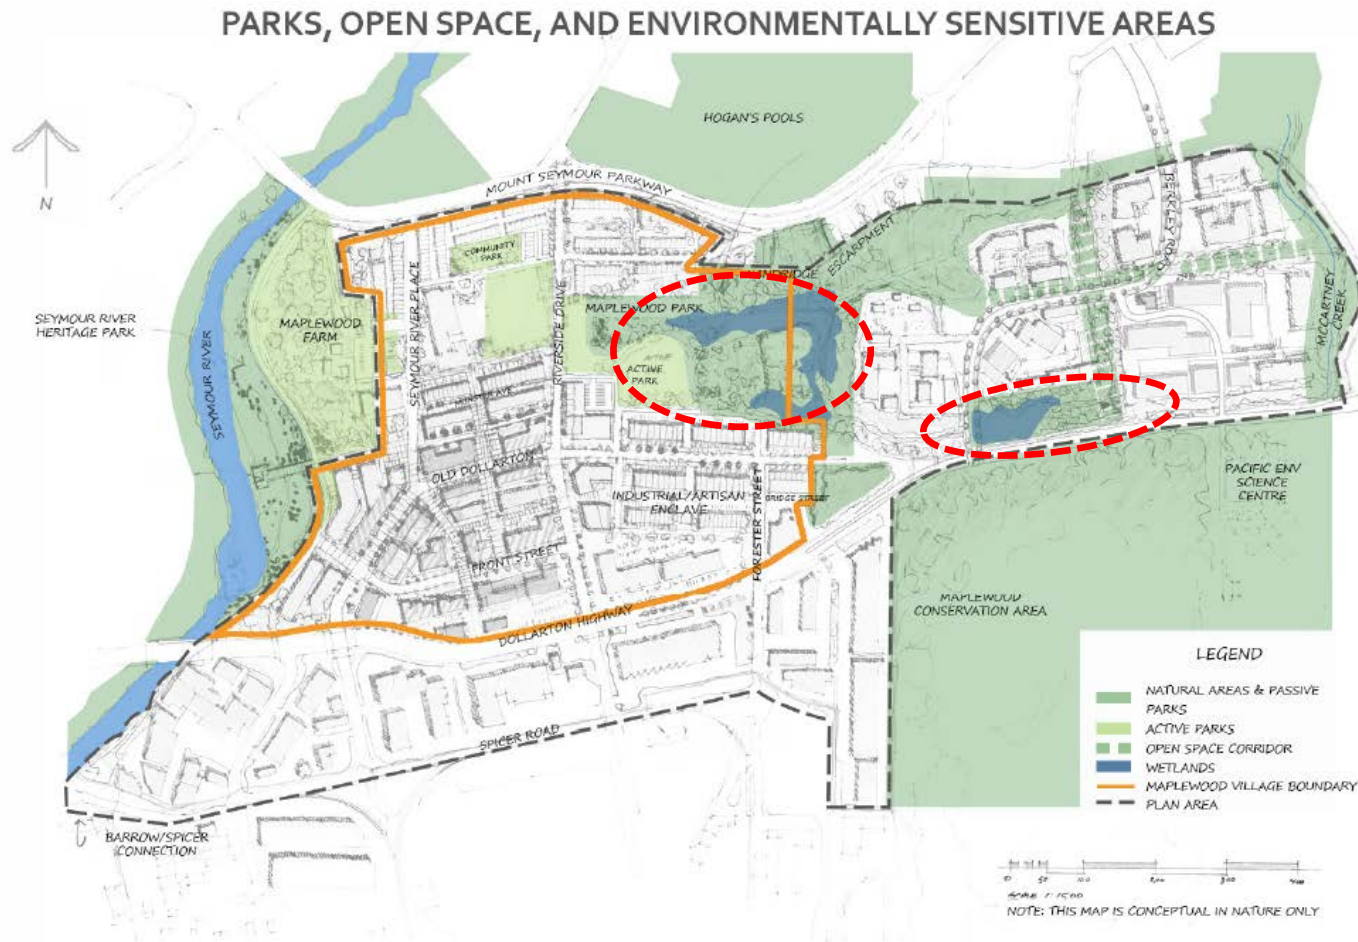 PARKS, OPEN SPACE, AND ENVIRONMENTALLY SENSITIVE AREAS
HOGAN'S POOLS
N
MOUNT SEYMOUR PARKWAY
BERKLEY ROAD
COMMUNITY
PARK
ESCARPMENT
SEYMOUR RIVER
HERITAGE PARK
SEYMOUR RIVER
MAPLEWOOD
FARM
SEYMOUR RIVER PLACE
RIVERSIDE DRIVE
MAPLEWOOD PARK
MCCARTNEY
CREEK
ACTIVE
PARK
OLD DOLLARTON
INDUSTRIAL/ARTISAN
ENCLAVE
FORESTER STREET
BRIDGE STREET
PACIFIC ENV
SCIENCE
CENTRE
FRONT STREET
MAPLEWOOD
CONSERVATION AREA
DOLLARTON HIGHWAY
SPICER ROAD
BARROW/SPICER
CONNECTION
LEGEND
NATURAL AREAS & PASSIVE
PARKS
ACTIVE PARKS
OPEN SPACE CORRIDOR
WETLANDS
MAPLEWOOD VILLAGE BOUNDARY
PLAN AREA
NOTE: THIS MAP IS CONCEPTUAL IN NATURE ONLY